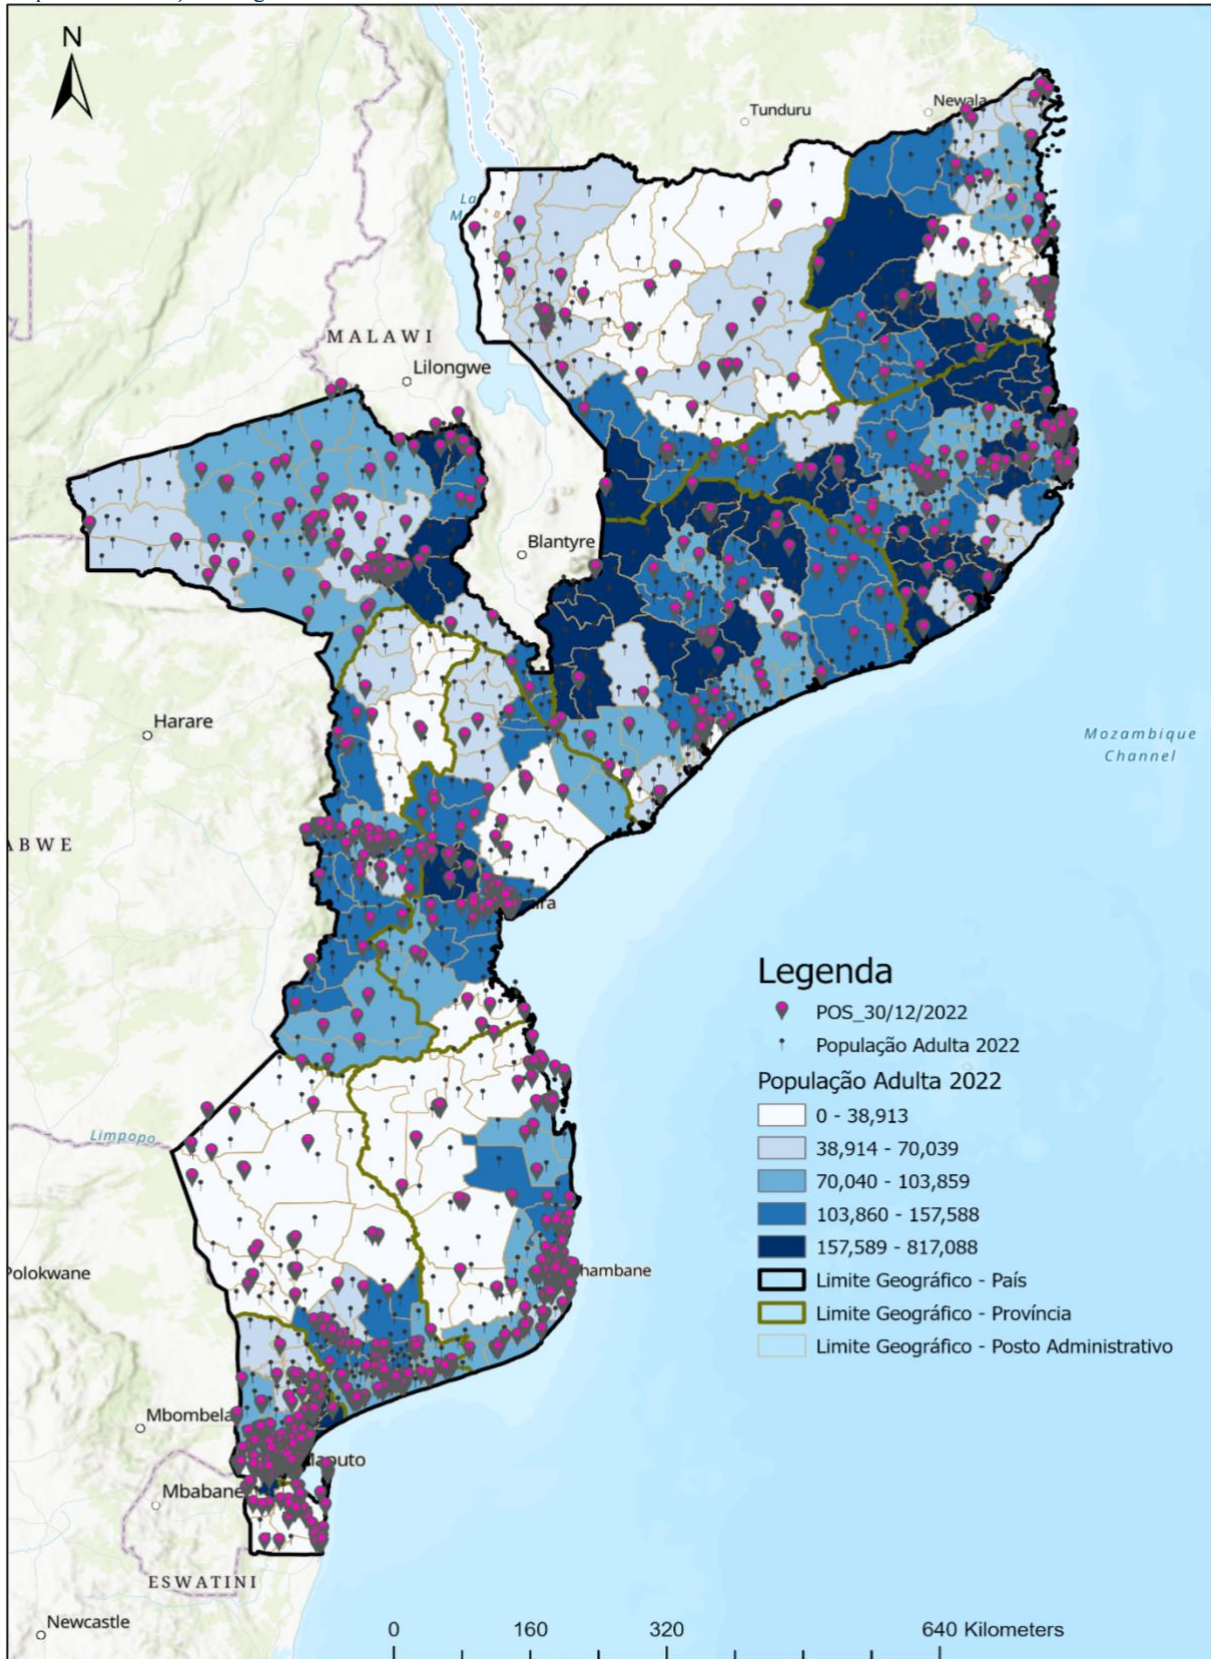 N
Tunduru
Newala
MALAWI
Lilongwe
Blantyre
Harare
Mozambique
Channel
ABWE
Legenda
POS_30/12/2022
População Adulta 2022
População Adulta 2022
0 - 38,913
38,914 - 70,039
70,040 - 103,859
103,860 - 157,588
157,589 - 817,088
Limite Geográfico - País
Limite Geográfico - Província
Limite Geográfico - Posto Administrativo
Limpopo
Polokwane
hambane
Mbombela
Maputo
Mbabane
ESWATINI
Newcastle
0 160 320 640 Kilometers